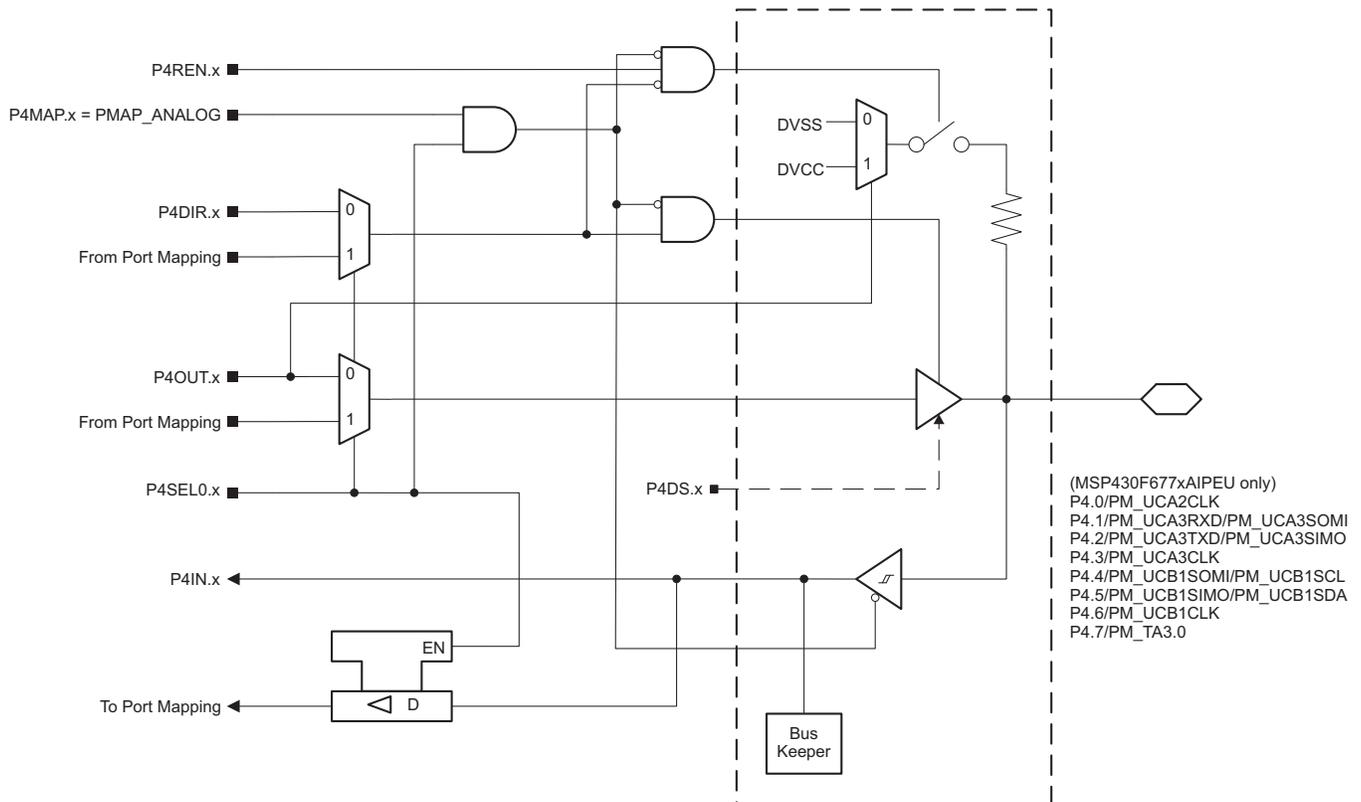 P4REN.x
P4MAP.x = PMAP_ANALOG
DVSS
0
DVCC
1
P4DIR.x
0
From Port Mapping
1
P4OUT.x
0
From Port Mapping
1
P4SEL0.x
P4DS.x
(MSP430F677xAIPEU only)
P4.0/PM_UCA2CLK
P4.1/PM_UCA3RXD/PM_UCA3SOMI
P4.2/PM_UCA3TXD/PM_UCA3SIMO
P4.3/PM_UCA3CLK
P4.4/PM_UCB1SOMI/PM_UCB1SCL
P4.5/PM_UCB1SIMO/PM_UCB1SDA
P4.6/PM_UCB1CLK
P4.7/PM_TA3.0
P4IN.x
EN
To Port Mapping
D
Bus
Keeper